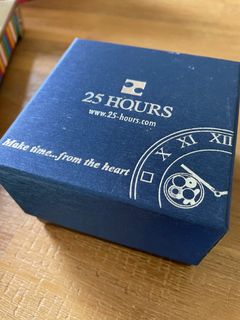 25 HOURS
www.25-hours.com
Make time...from the heart
X XI XII